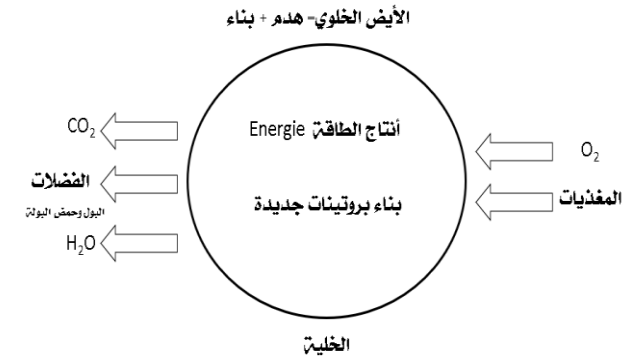 الأيض الخلوي= هدم + بناء
أنتاج الطاقة Energie
بناء بروتينات جديدة
O₂
المغذيات
CO₂
الفضلات
البول وحمض البولة
H₂O
الخلية